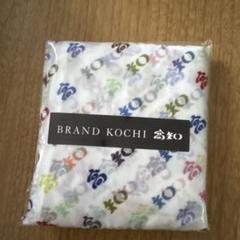 BRAND KOCHI 高知